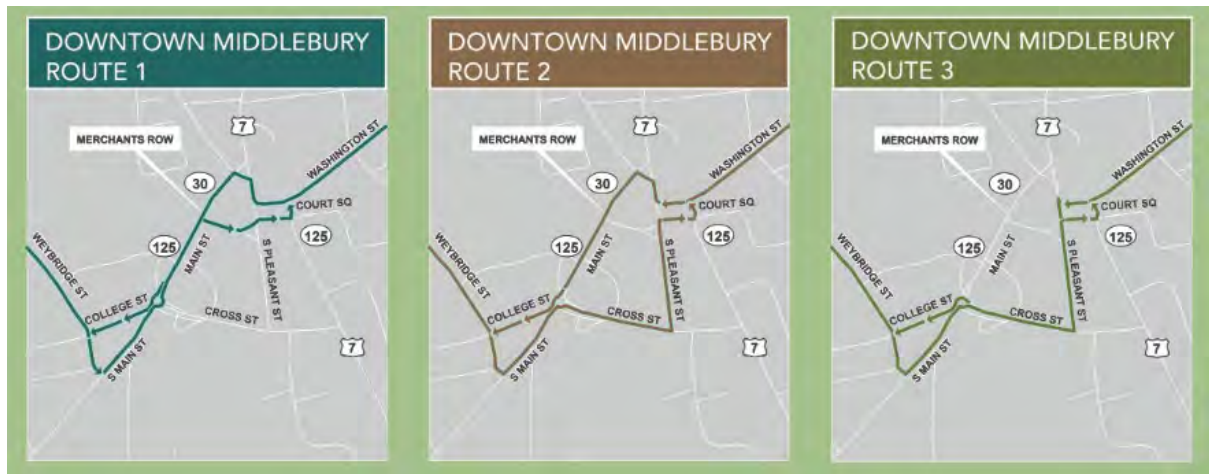 DOWNTOWN MIDDLEBURY
ROUTE 1
7
MERCHANTS ROW
WASHINGTON ST
30
COURT SQ
125
125
MAIN ST
S PLEASANT ST
WEYBRIDGE ST
COLLEGE ST
CROSS ST
7
S MAIN ST
DOWNTOWN MIDDLEBURY
ROUTE 2
7
MERCHANTS ROW
WASHINGTON ST
30
COURT SQ
125
125
MAIN ST
S PLEASANT ST
WEYBRIDGE ST
COLLEGE ST
CROSS ST
7
S MAIN ST
DOWNTOWN MIDDLEBURY
ROUTE 3
7
MERCHANTS ROW
WASHINGTON ST
30
COURT SQ
125
125
MAIN ST
S PLEASANT ST
WEYBRIDGE ST
COLLEGE ST
CROSS ST
7
S MAIN ST